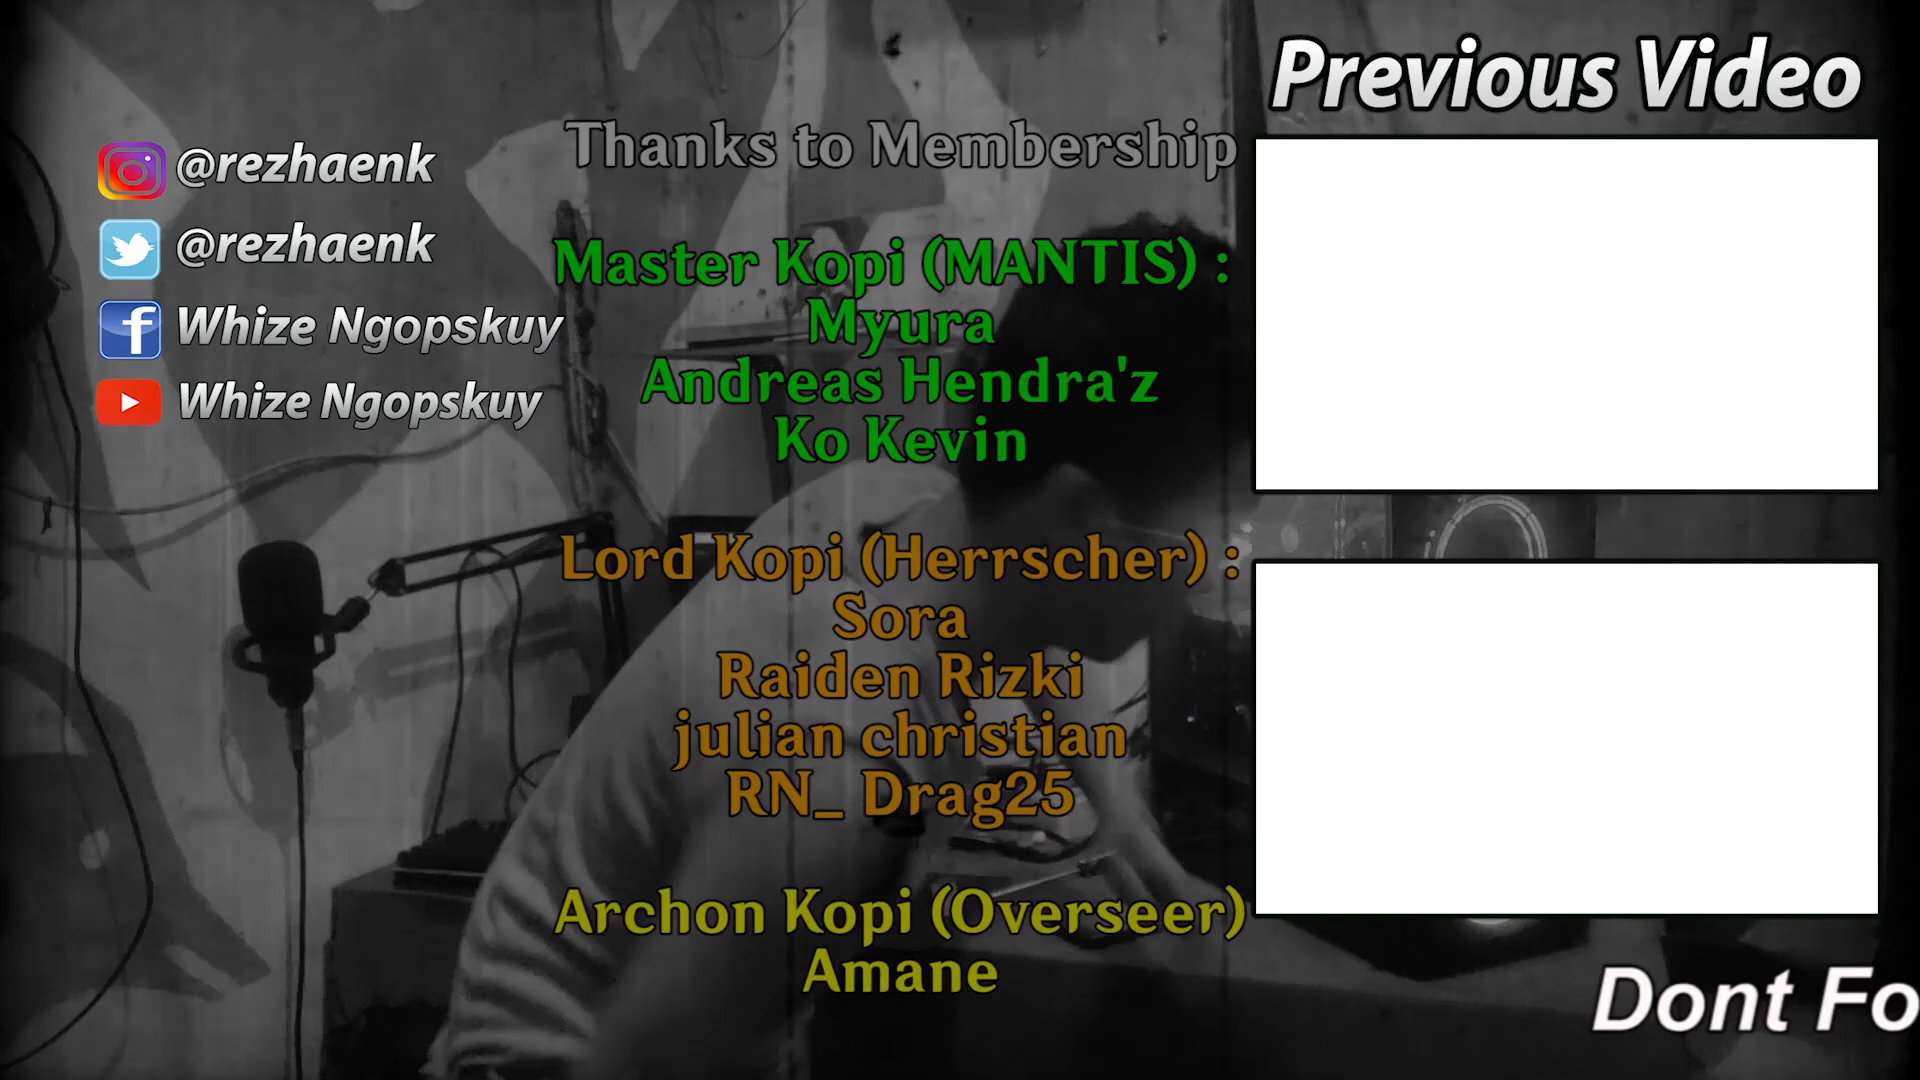 Previous Video
@rezhaenk
@rezhaenk
Whize Ngopskuy
Whize Ngopskuy
Thanks to Membership
Master Kopi (MANTIS) :
Myura
Andreas Hendra'z
Ko Kevin
Lord Kopi (Herrscher) :
Sora
Raiden Rizki
julian christian
RN_ Drag25
Archon Kopi (Overseer)
Amane
Dont Fo